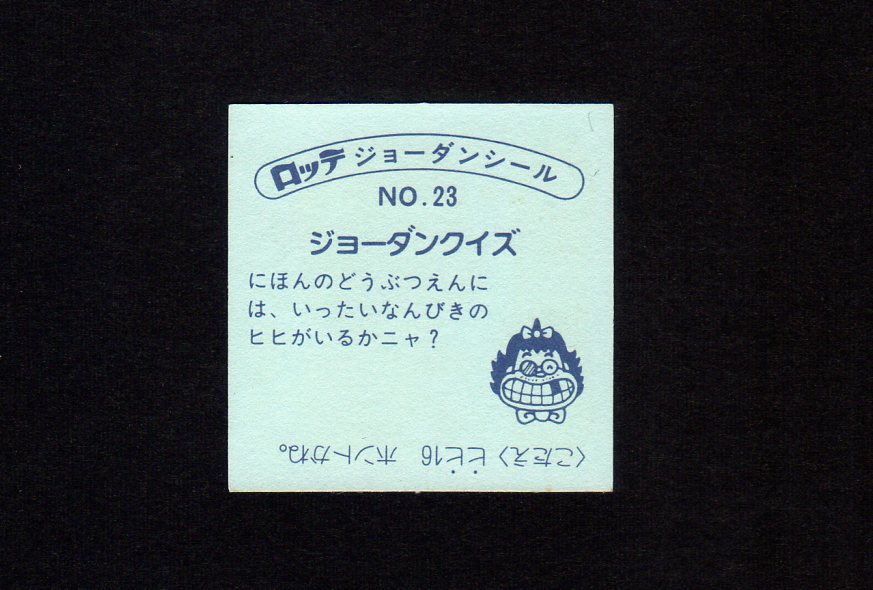 ロッテ ジョーダンシール
NO.23
ジョーダンクイズ
にほんのどうぶつえんに
は、いったいなんびきの
ヒヒがいるかニャ?
〈こたえ〉ヒヒ16 ホントかね。